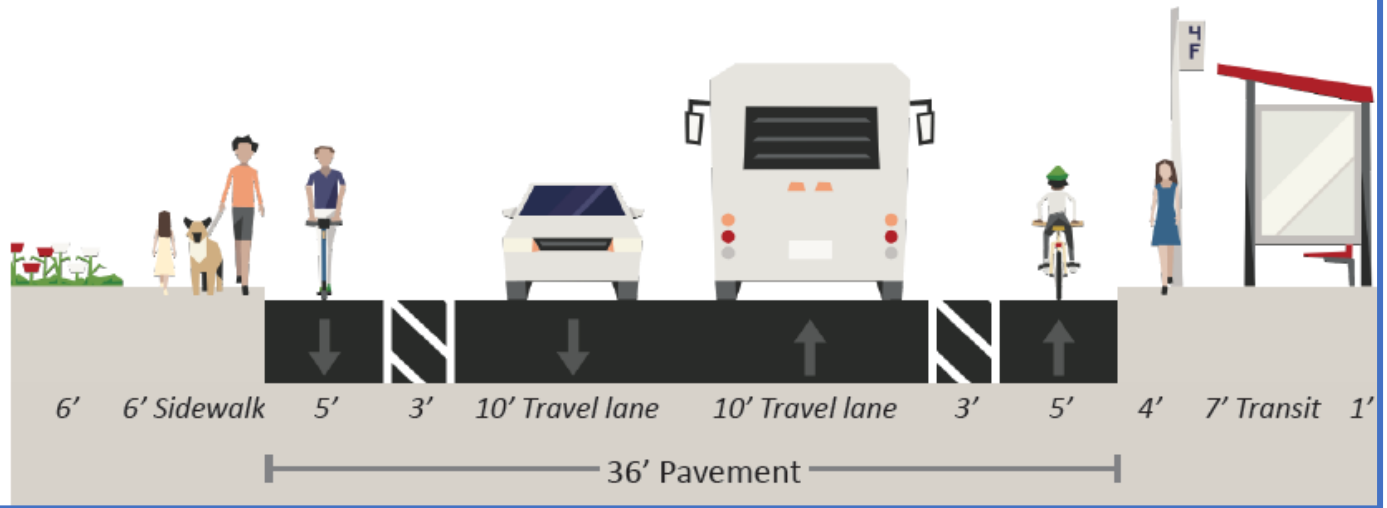 4
F
6’ 6’ Sidewalk 5’ 3’ 10’ Travel lane 10’ Travel lane 3’ 5’ 4’ 7’ Transit 1’
36’ Pavement